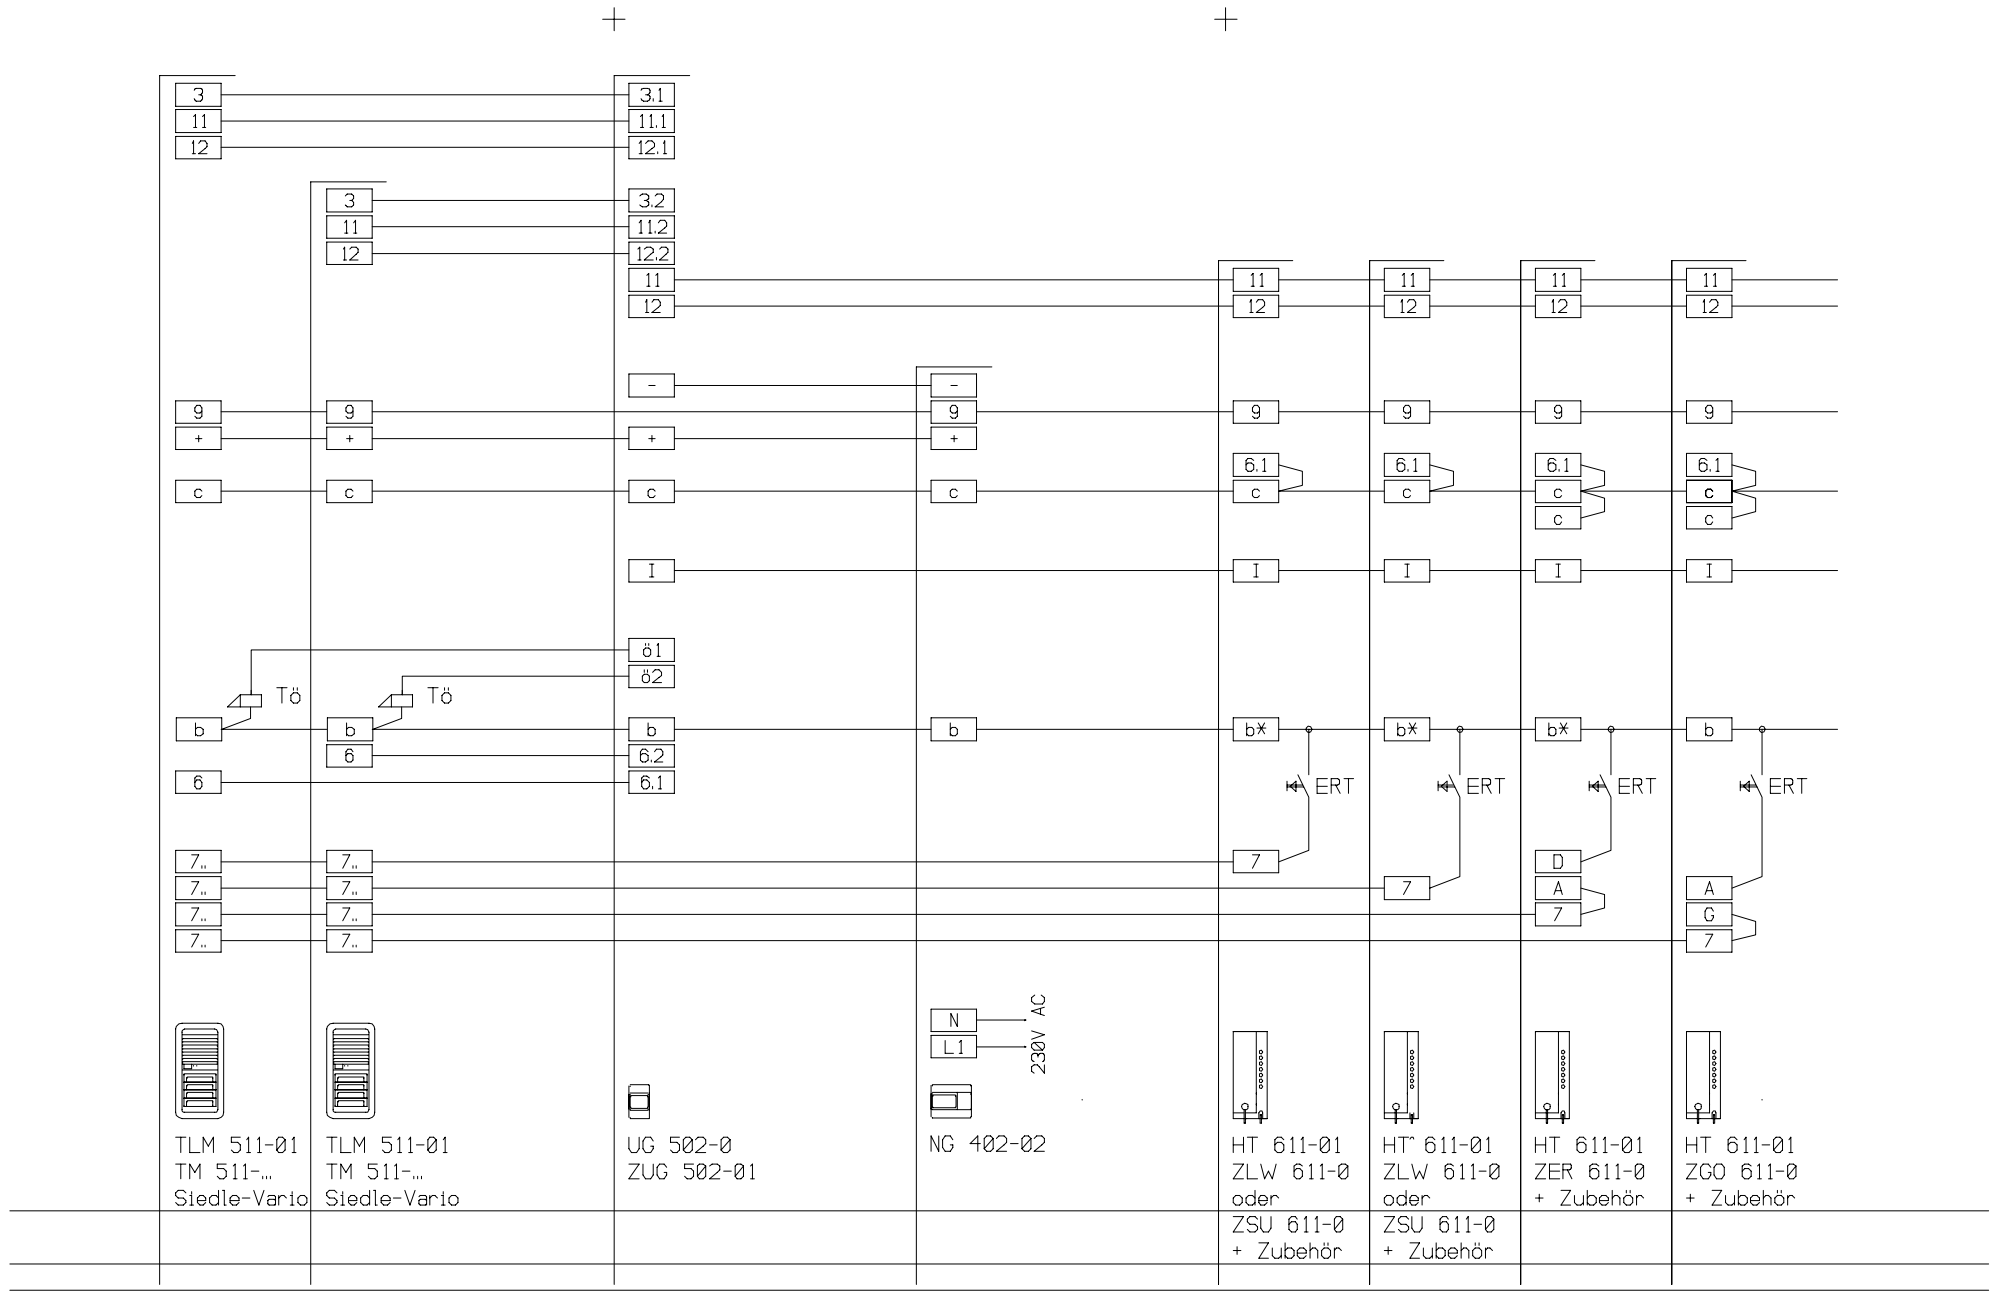 3 3.1
11 11.1
12 12.1
3 3.2
11 11.2
12 12.2
11 11 11 11 11
12 12 12 12 12
- -
9 9 9 9 9 9 9
+ + + +
6.1 6.1 6.1 6.1
c c c c c c c c
c c
I I I I I
ö1
ö2
Tö Tö
b b b b b* b* b* b
6 6.2
6 6.1
ERT ERT ERT ERT
7.. 7.. 7 D
7.. 7.. 7 A A
7.. 7.. 7 G
7.. 7.. 7
N
L1
230V AC
TLM 511-01
TM 511-...
Siedle-Vario
TLM 511-01
TM 511-...
Siedle-Vario
UG 502-0
ZUG 502-01
NG 402-02
HT 611-01
ZLW 611-0
oder
ZSU 611-0
+ Zubehör
HT 611-01
ZLW 611-0
oder
ZSU 611-0
+ Zubehör
HT 611-01
ZER 611-0
+ Zubehör
HT 611-01
ZGO 611-0
+ Zubehör